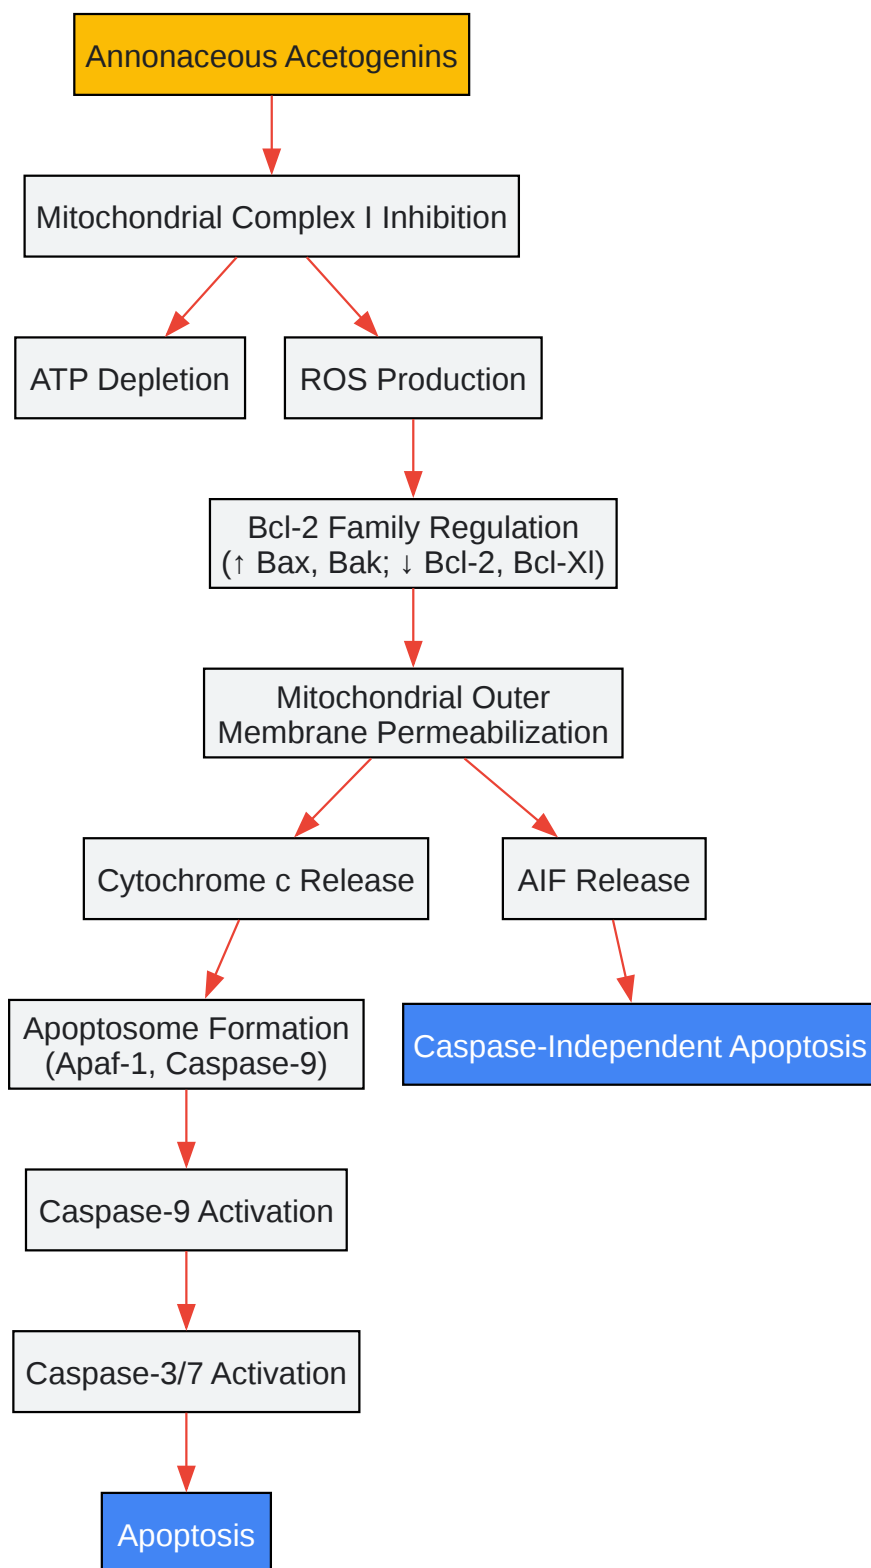 Annonaceous Acetogenins
Mitochondrial Complex I Inhibition
ATP Depletion
ROS Production
Bcl-2 Family Regulation
(↑ Bax, Bak; ↓ Bcl-2, Bcl-Xl)
Mitochondrial Outer
Membrane Permeabilization
Cytochrome c Release
AIF Release
Apoptosome Formation
(Apaf-1, Caspase-9)
Caspase-Independent Apoptosis
Caspase-9 Activation
Caspase-3/7 Activation
Apoptosis